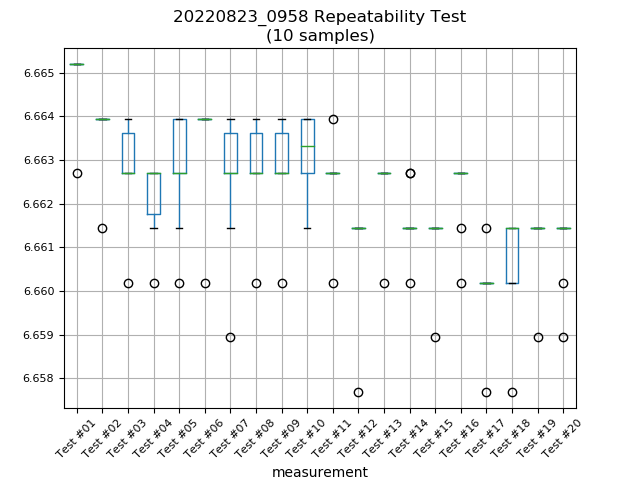 20220823_0958 Repeatability Test
(10 samples)
6.665
6.664
6.663
6.662
6.661
6.660
6.659
6.658
Test #01
Test #02
Test #03
Test #04
Test #05
Test #06
Test #07
Test #08
Test #09
Test #10
Test #11
Test #12
Test #13
Test #14
Test #15
Test #16
Test #17
Test #18
Test #19
Test #20
measurement